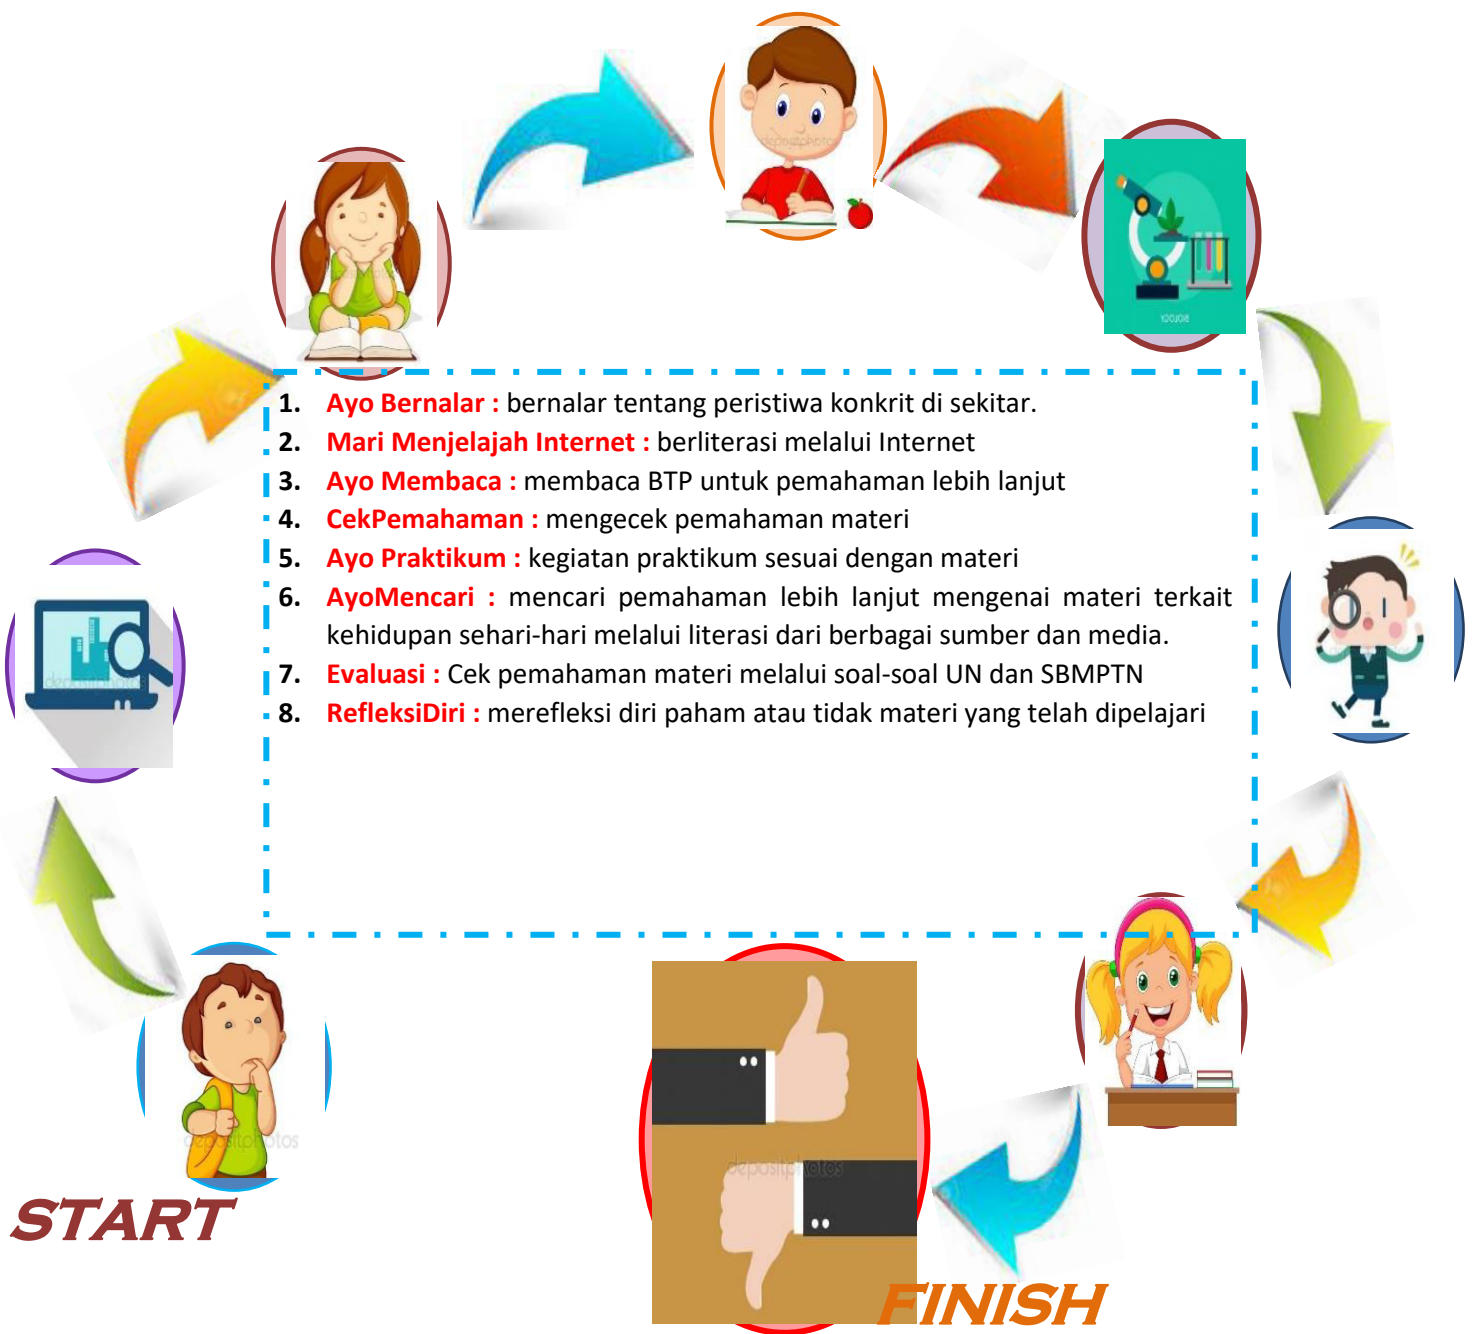 1. Ayo Bernalar : bernalar tentang peristiwa konkrit di sekitar.
2. Mari Menjelajah Internet : berliterasi melalui Internet
3. Ayo Membaca : membaca BTP untuk pemahaman lebih lanjut
4. CekPemahaman : mengecek pemahaman materi
5. Ayo Praktikum : kegiatan praktikum sesuai dengan materi
6. AyoMencari : mencari pemahaman lebih lanjut mengenai materi terkait
kehidupan sehari-hari melalui literasi dari berbagai sumber dan media.
7. Evaluasi : Cek pemahaman materi melalui soal-soal UN dan SBMPTN
8. RefleksiDiri : merefleksi diri paham atau tidak materi yang telah dipelajari
depositphotos
depositphotos
depositphotos
depositphotos
START
FINISH